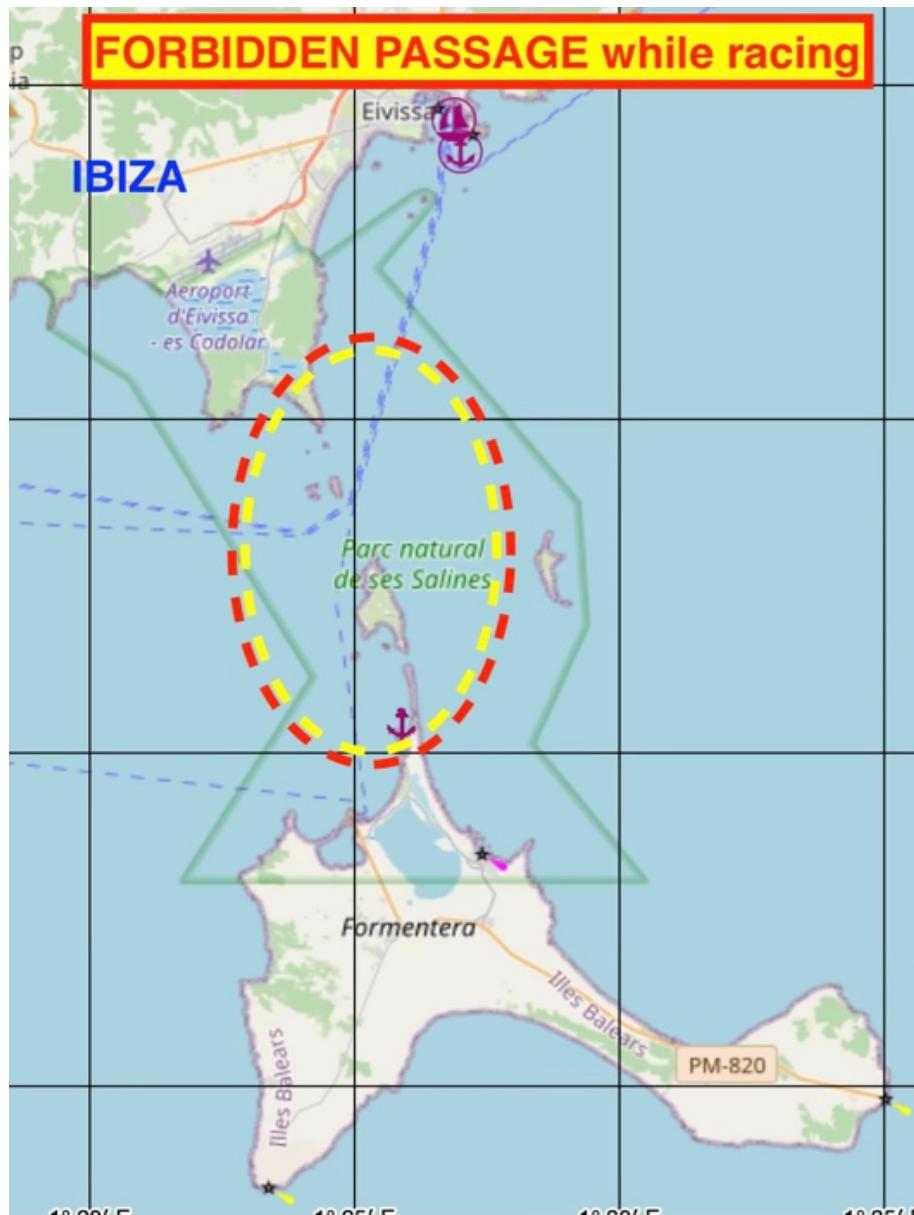 FORBIDDEN PASSAGE while racing
Eivissa
IBIZA
Aeroport
d'Eivissa
- es Codolar
Parc natural
de ses Salines
Formentera
Illes Balears
Illes Balears
PM-820